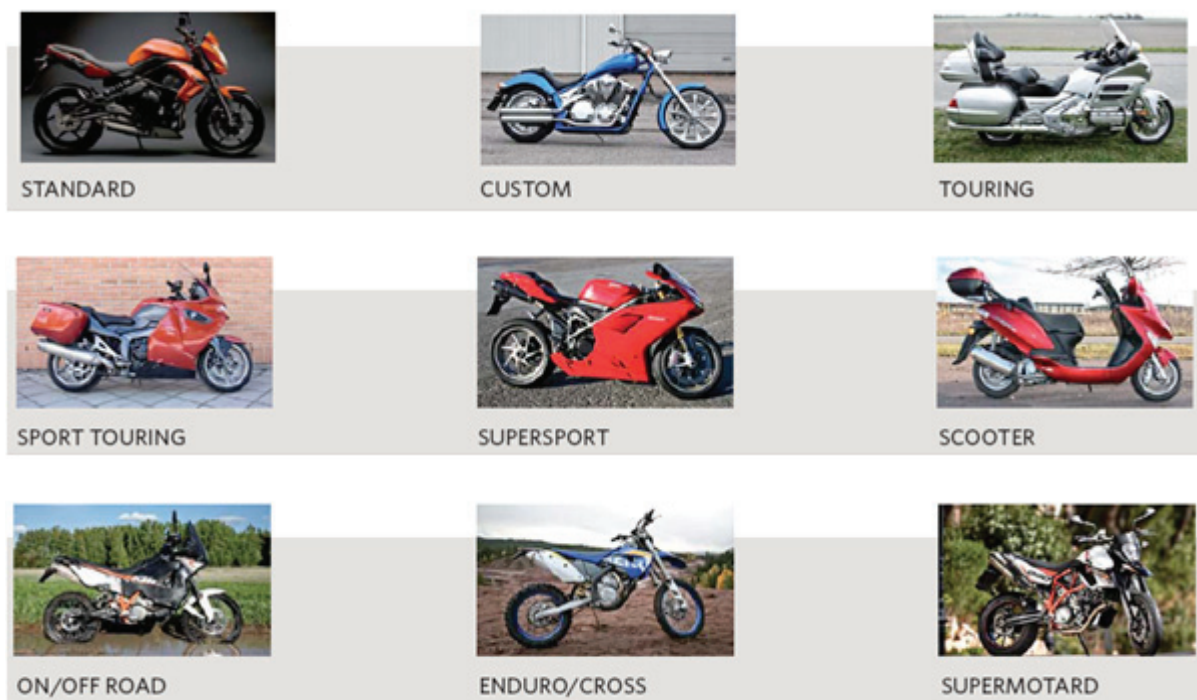 STANDARD
CUSTOM
TOURING
SPORT TOURING
SUPERSPORT
SCOOTER
ON/OFF ROAD
ENDURO/CROSS
SUPERMOTARD